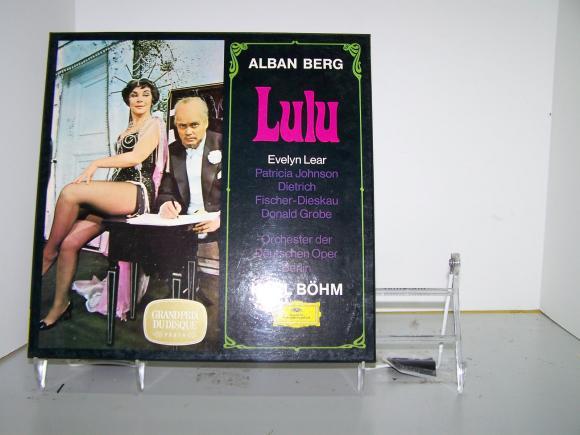 ALBAN BERG
Lulu
Evelyn Lear
Patricia Johnson
Dietrich
Fischer-Dieskau
Donald Grobe
Orchester der
Deutschen Oper
Berlin
BÖHM
GRAND PRIX
DU DISQUE